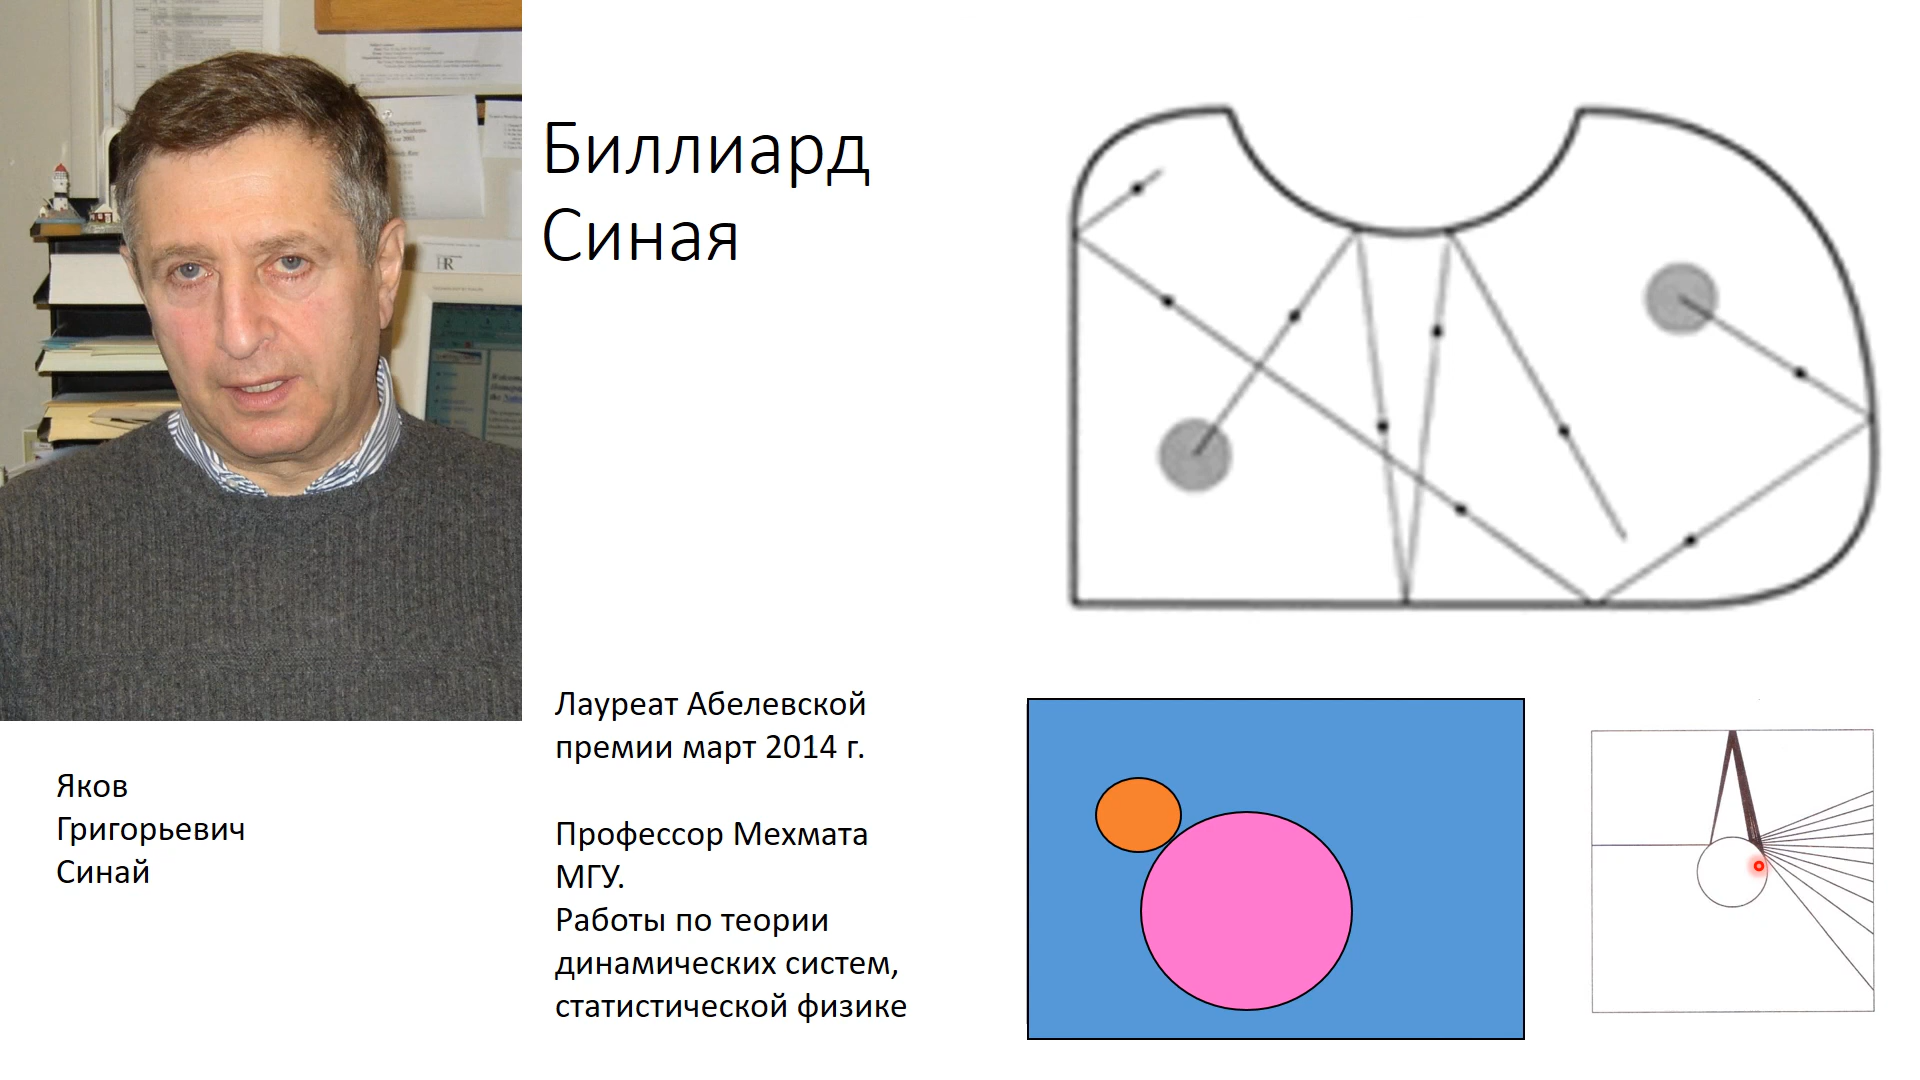 Биллиард
Синая
Лауреат Абелевской
премии март 2014 г.
Профессор Мехмата
МГУ.
Работы по теории
динамических систем,
статистической физике
Яков
Григорьевич
Синай